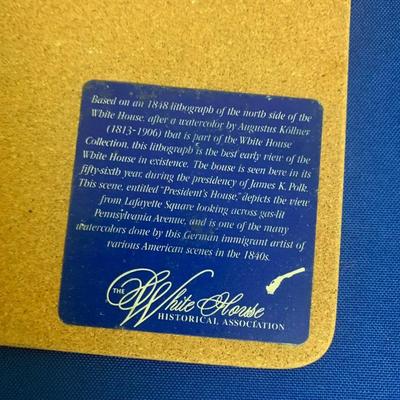 Based on an 1848 lithograph of the north side of the
White House, after a watercolor by Augustus Köllner
(1813-1906) that is part of the White House
Collection, this lithograph is the best early view of the
White House in existence. The house is seen here in its
fifty-sixth year, during the presidency of James K. Polk.
This scene, entitled "President's House," depicts the view
from Lafayette Square looking across gas-lit
Pennsylvania Avenue, and is one of the many
watercolors done by this German immigrant artist of
various American scenes in the 1840s.
THE White House
HISTORICAL ASSOCIATION